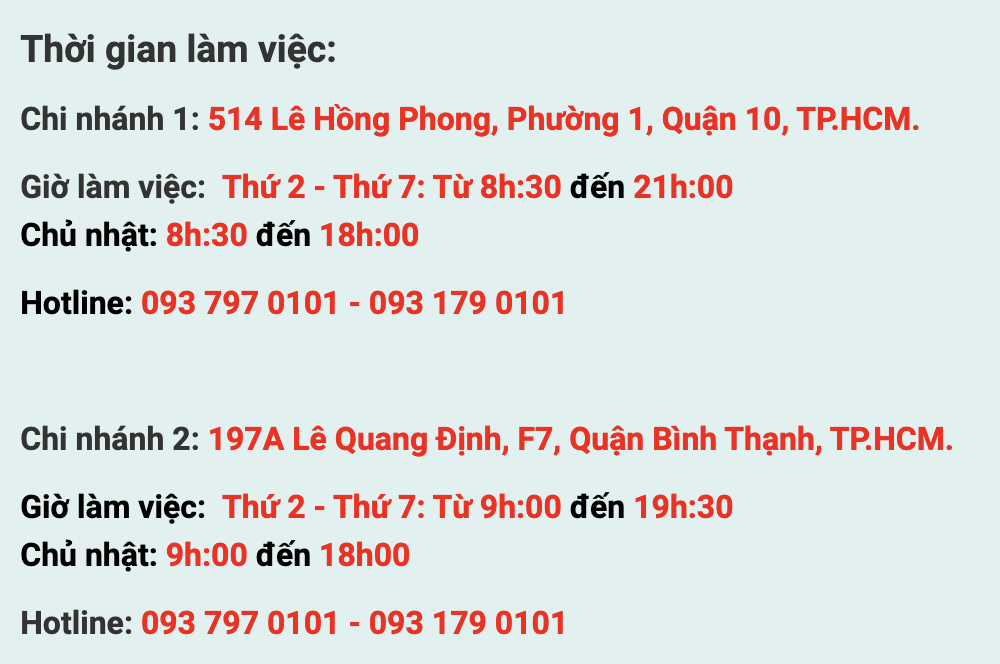 Thời gian làm việc:
Chi nhánh 1: 514 Lê Hồng Phong, Phường 1, Quận 10, TP.HCM.
Giờ làm việc:  Thứ 2 - Thứ 7: Từ 8h:30 đến 21h:00
Chủ nhật: 8h:30 đến 18h:00
Hotline: 093 797 0101 - 093 179 0101
Chi nhánh 2: 197A Lê Quang Định, F7, Quận Bình Thạnh, TP.HCM.
Giờ làm việc:  Thứ 2 - Thứ 7: Từ 9h:00 đến 19h:30
Chủ nhật: 9h:00 đến 18h00
Hotline: 093 797 0101 - 093 179 0101